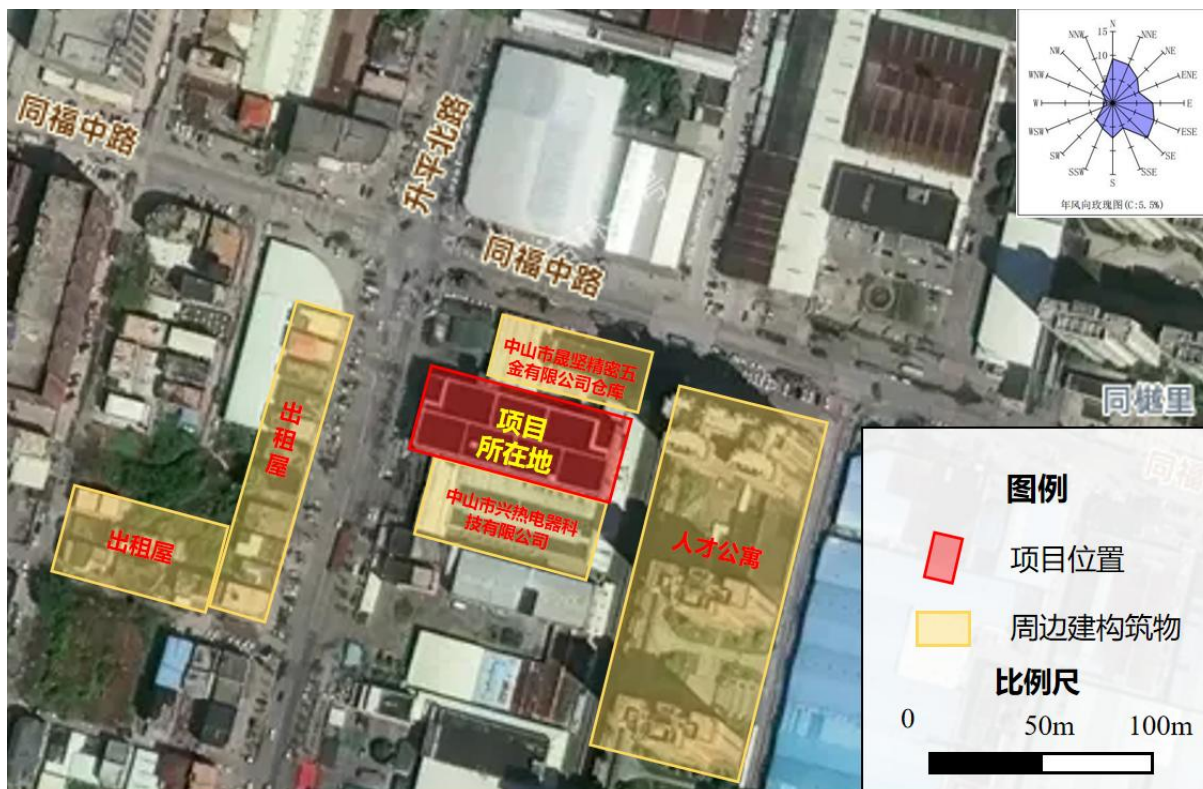 同福中路
升平北路
同福中路
N
NNE
NE
ENE
E
ESE
SE
SSE
S
SSW
SW
WSW
W
WNW
NW
NNW
15
10
年风向玫瑰图(C:5.5%)
中山市晟坚精密五
金有限公司仓库
项目
所在地
中山市兴热电器科
技有限公司
出租屋
出租屋
人才公寓
同樾里
同福
图例
项目位置
周边建构筑物
比例尺
0
50m
100m